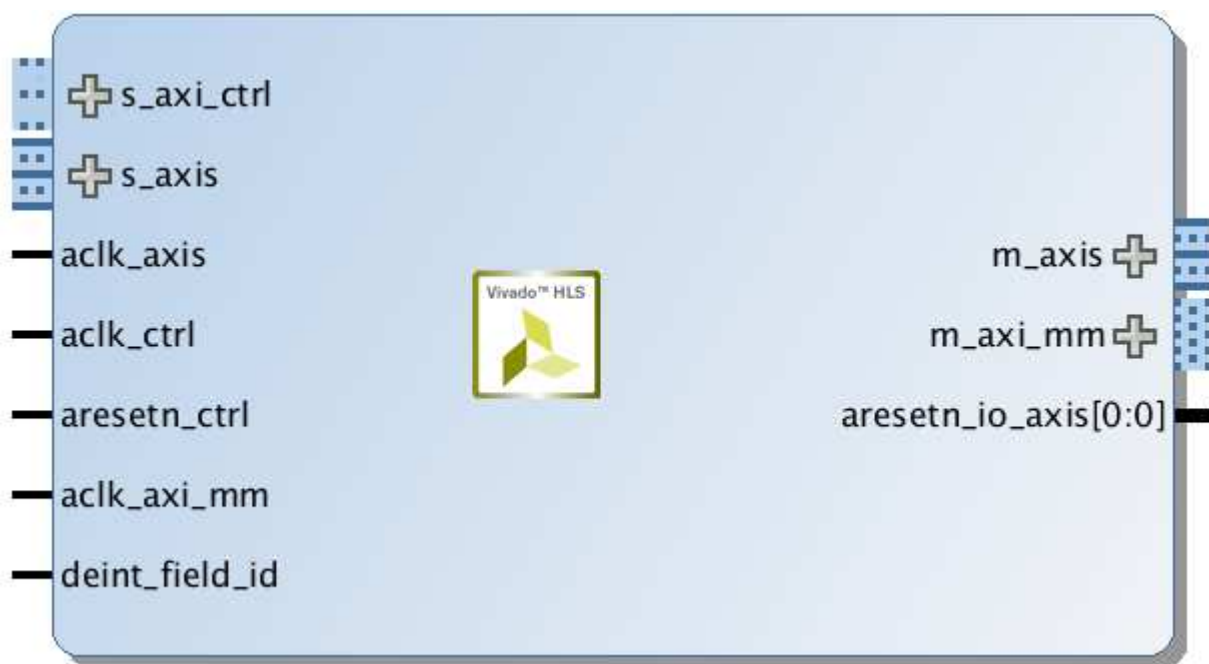 s_axi_ctrl
s_axis
aclk_axis
aclk_ctrl
aresetn_ctrl
aclk_axi_mm
deint_field_id
Vivado™ HLS
m_axis
m_axi_mm
aresetn_io_axis[0:0]